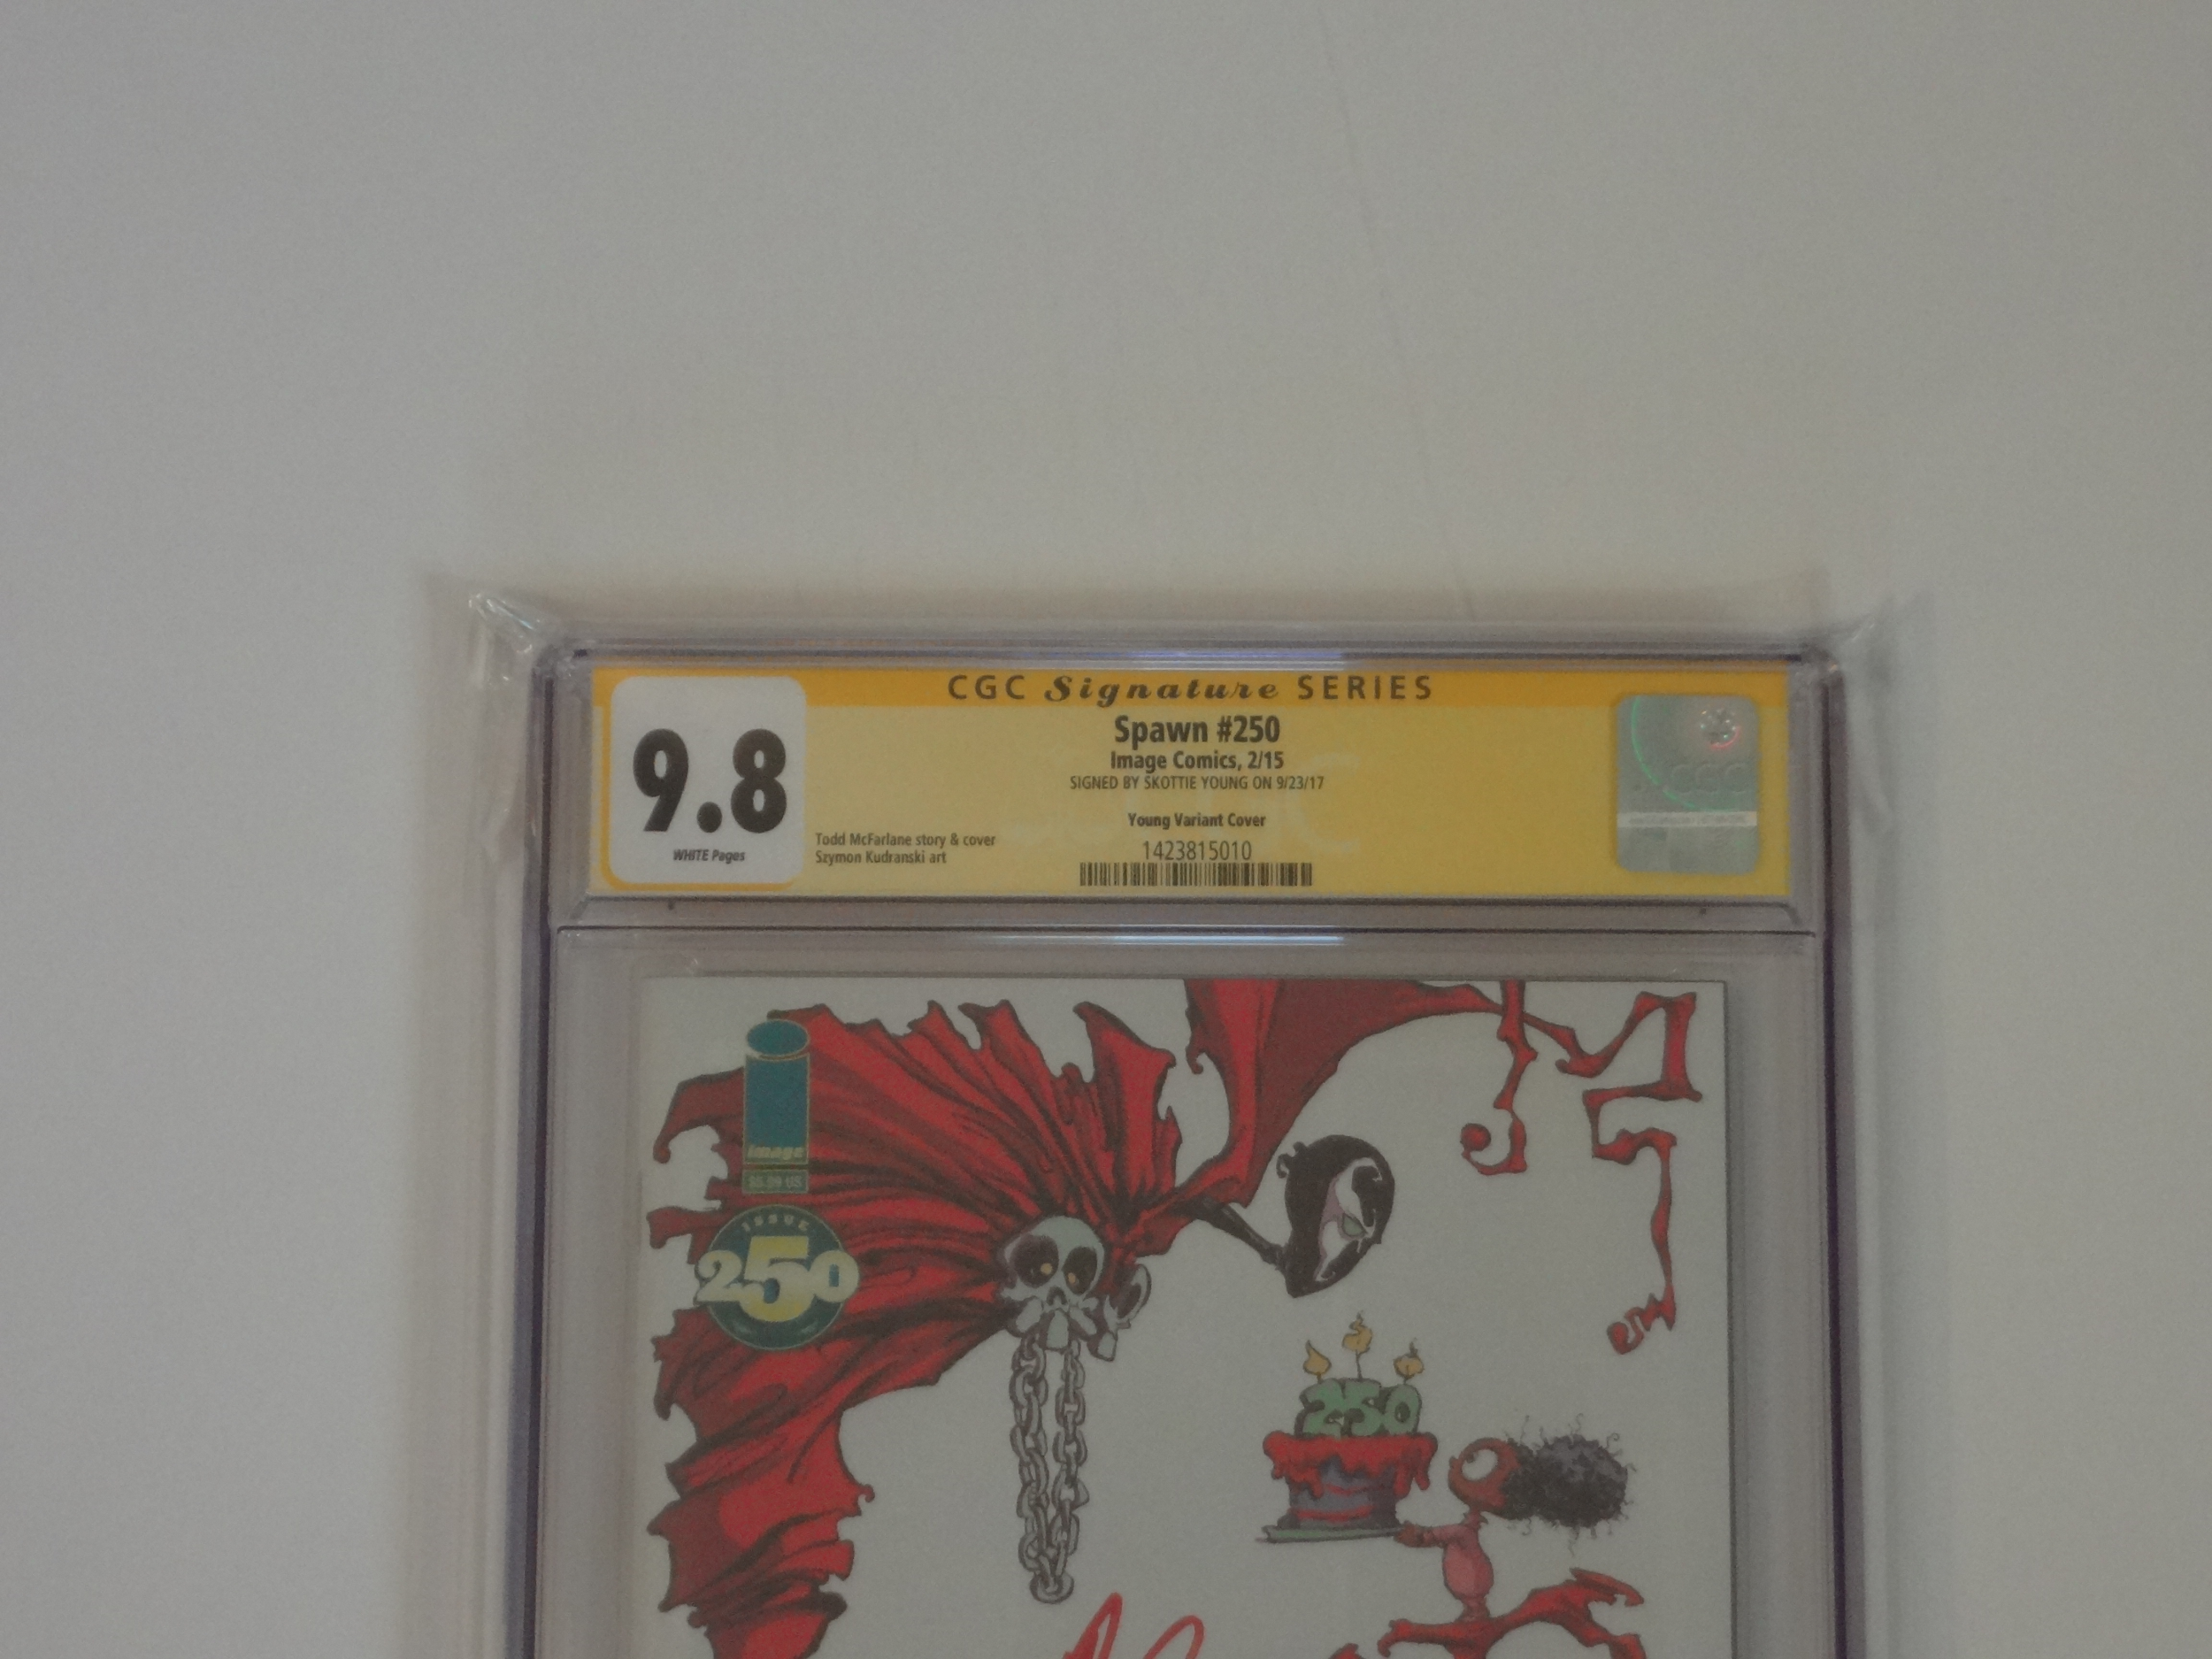 CGC Signature SERIES
9.8
WHITE Pages
Spawn #250
Image Comics, 2/15
SIGNED BY SKOTTIE YOUNG ON 9/23/17
Young Variant Cover
Todd McFarlane story & cover
Szymon Kudranski art
1423815010
CGC
image
$5.99 US
ISSUE
250
250